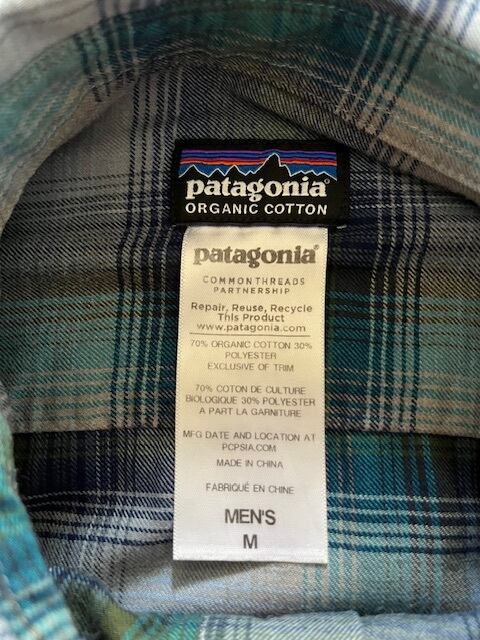 patagonia®
ORGANIC COTTON
patagonia®
COMMON THREADS
PARTNERSHIP
Repair, Reuse, Recycle
This Product
www.patagonia.com
70% ORGANIC COTTON 30%
POLYESTER
EXCLUSIVE OF TRIM
70% COTON DE CULTURE
BIOLOGIQUE 30% POLYESTER
A PART LA GARNITURE
MFG DATE AND LOCATION AT
PCPSIA.COM
MADE IN CHINA
FABRIQUÉ EN CHINE
MEN'S
M